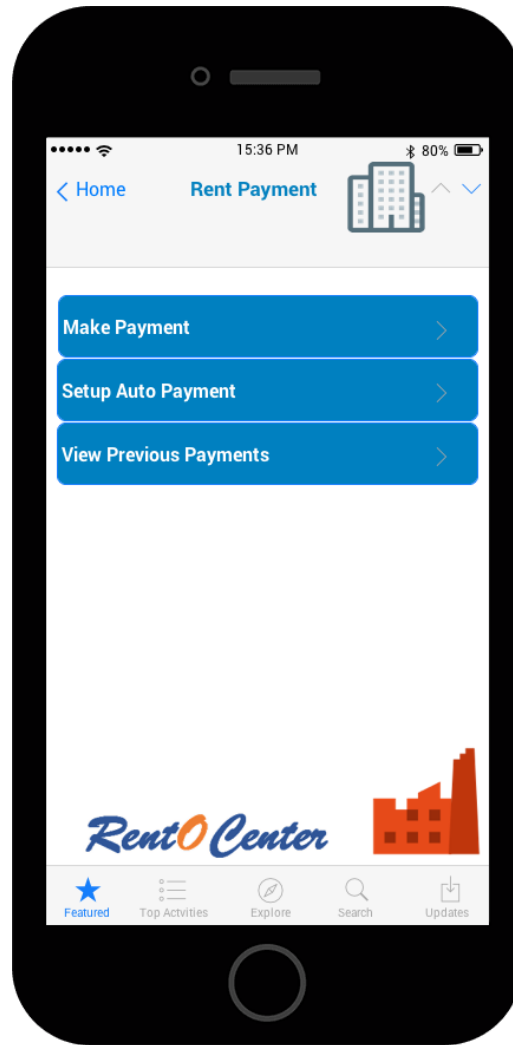 15:36 PM 80%
Home Rent Payment
Make Payment
Setup Auto Payment
View Previous Payments
RentOCenter
Featured Top Actvities Explore Search Updates